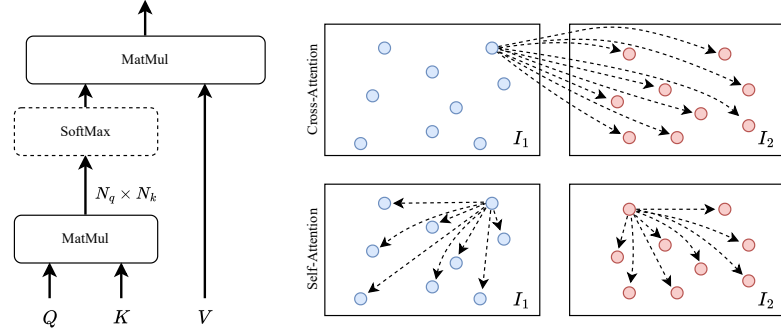 MatMul
SoftMax
N_q × N_k
MatMul
Q K V
Cross-Attention
I_1
I_2
Self-Attention
I_1
I_2